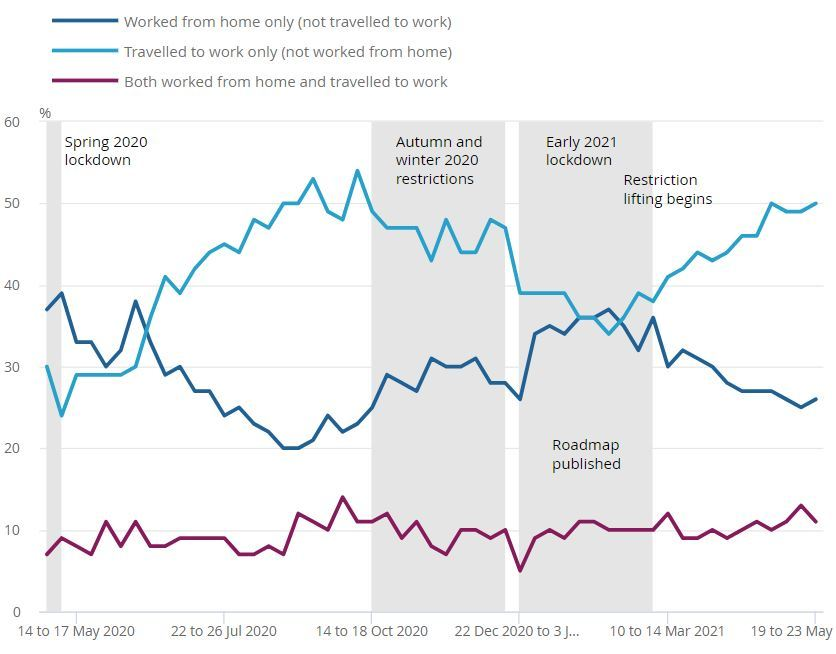 Worked from home only (not travelled to work)
Travelled to work only (not worked from home)
Both worked from home and travelled to work
%
60
Spring 2020
lockdown
Autumn and
winter 2020
restrictions
Early 2021
lockdown
Restriction
lifting begins
50
40
30
20
Roadmap
published
10
0
14 to 17 May 2020
22 to 26 Jul 2020
14 to 18 Oct 2020
22 Dec 2020 to 3 J...
10 to 14 Mar 2021
19 to 23 May